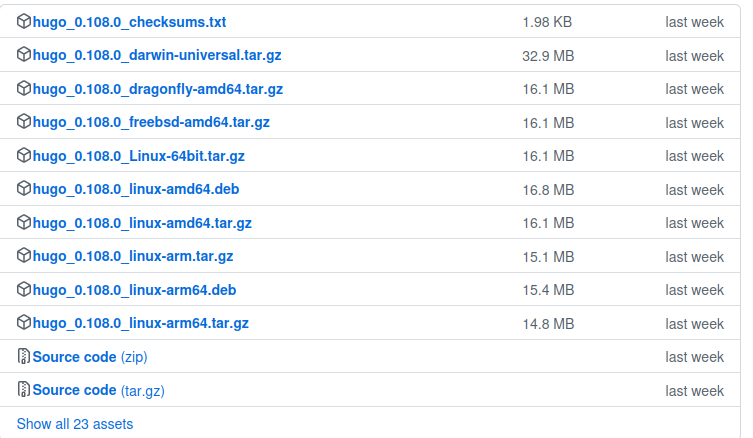 hugo_0.108.0_checksums.txt 1.98 KB last week
hugo_0.108.0_darwin-universal.tar.gz 32.9 MB last week
hugo_0.108.0_dragonfly-amd64.tar.gz 16.1 MB last week
hugo_0.108.0_freebsd-amd64.tar.gz 16.1 MB last week
hugo_0.108.0_Linux-64bit.tar.gz 16.1 MB last week
hugo_0.108.0_linux-amd64.deb 16.8 MB last week
hugo_0.108.0_linux-amd64.tar.gz 16.1 MB last week
hugo_0.108.0_linux-arm.tar.gz 15.1 MB last week
hugo_0.108.0_linux-arm64.deb 15.4 MB last week
hugo_0.108.0_linux-arm64.tar.gz 14.8 MB last week
Source code (zip) last week
Source code (tar.gz) last week
Show all 23 assets